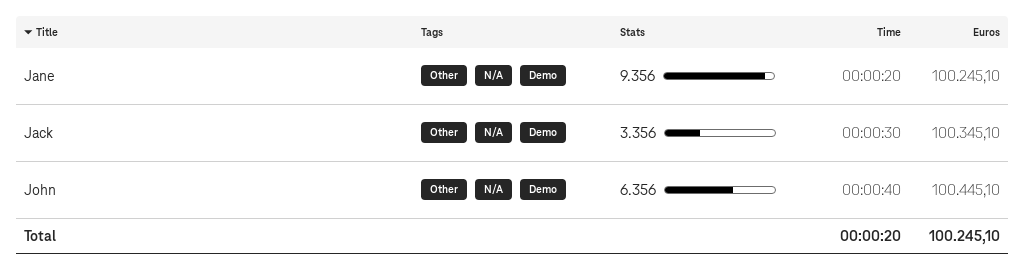 Title Tags Stats Time Euros
Jane Other N/A Demo 9.356 00:00:20 100.245,10
Jack Other N/A Demo 3.356 00:00:30 100.345,10
John Other N/A Demo 6.356 00:00:40 100.445,10
Total 00:00:20 100.245,10